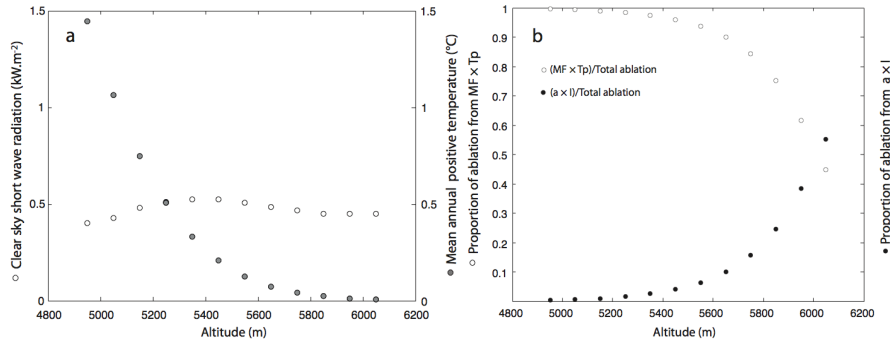 a
Clear sky short wave radiation (kW.m-2)
1.5
1
0.5
0
1.5
1
0.5
0
Mean annual positive temperature (°C)
4800 5000 5200 5400 5600 5800 6000 6200
Altitude (m)
b
Proportion of ablation from MF × Tp
1
0.9
0.8
0.7
0.6
0.5
0.4
0.3
0.2
0.1
(MF × Tp)/Total ablation
(a × I)/Total ablation
4800 5000 5200 5400 5600 5800 6000 6200
Altitude (m)
Proportion of ablation from a × I